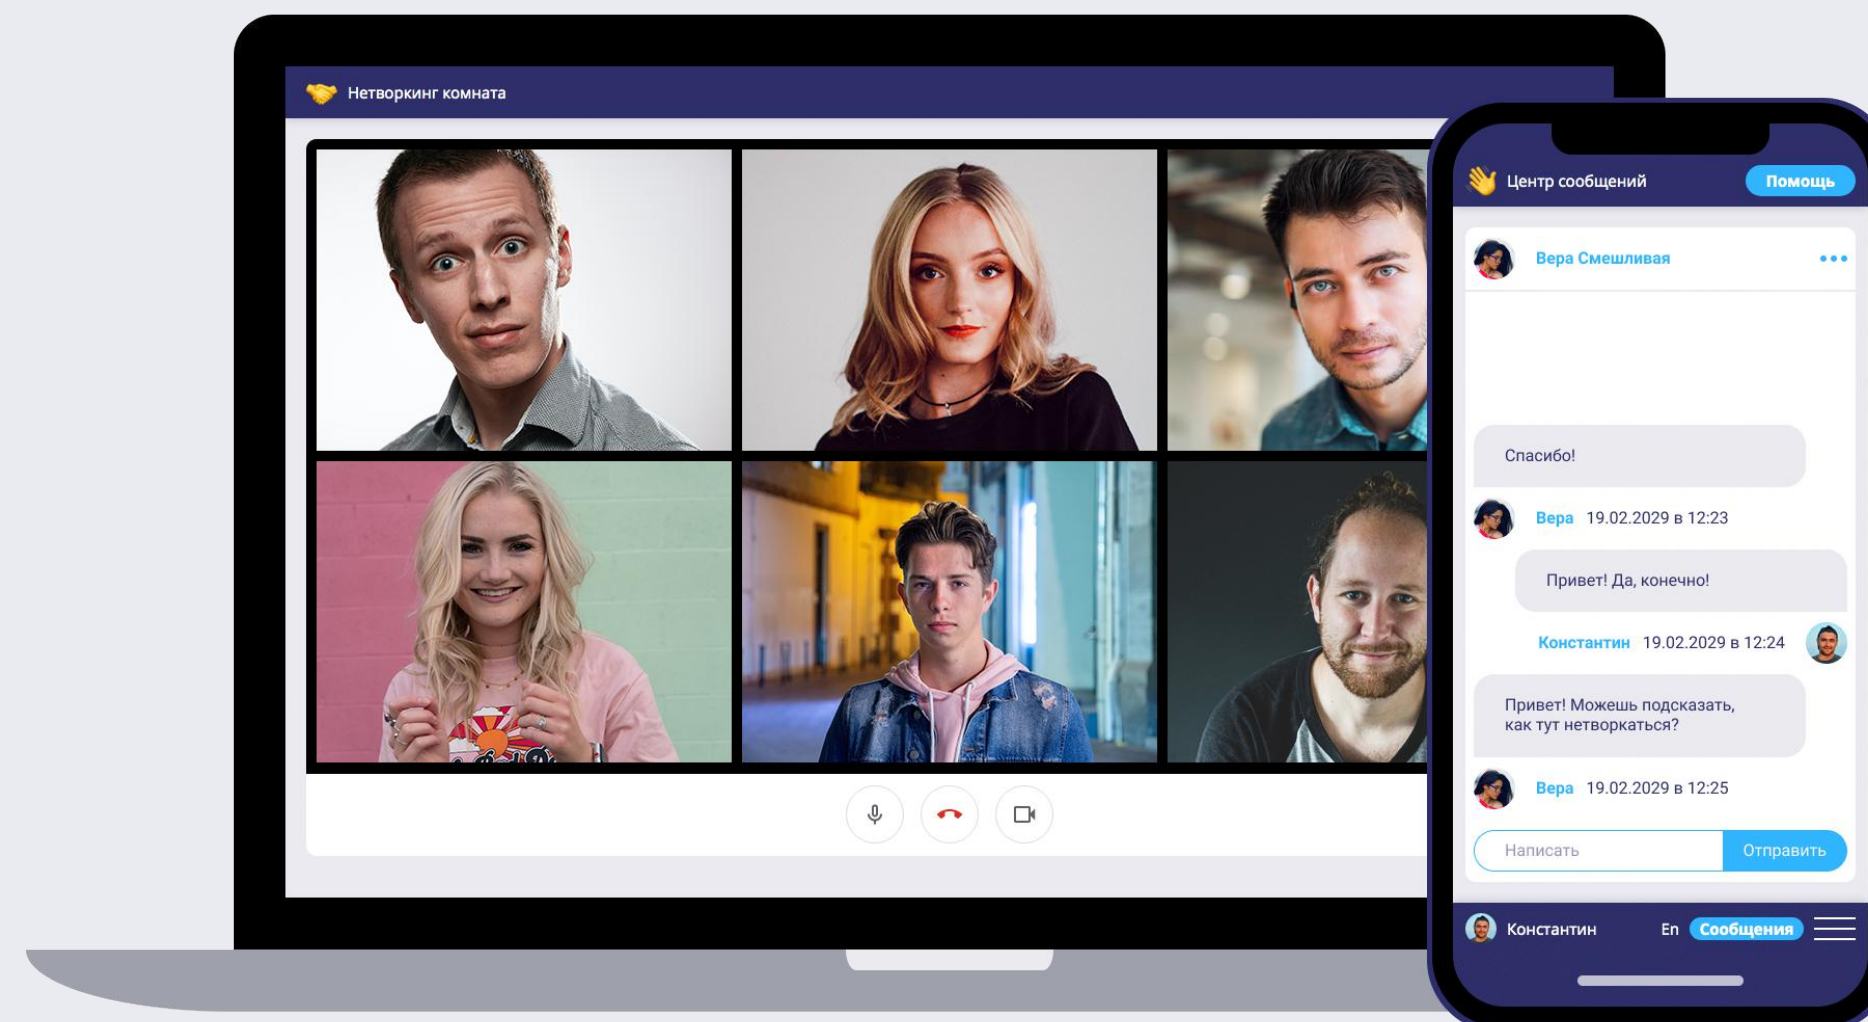 Нетворкинг комната
Центр сообщений
Помощь
Вера Смешливая
Спасибо!
Вера 19.02.2029 в 12:23
Привет! Да, конечно!
Константин 19.02.2029 в 12:24
Привет! Можешь подсказать,
как тут нетворкаться?
Вера 19.02.2029 в 12:25
Написать
Отправить
Константин
En
Сообщения